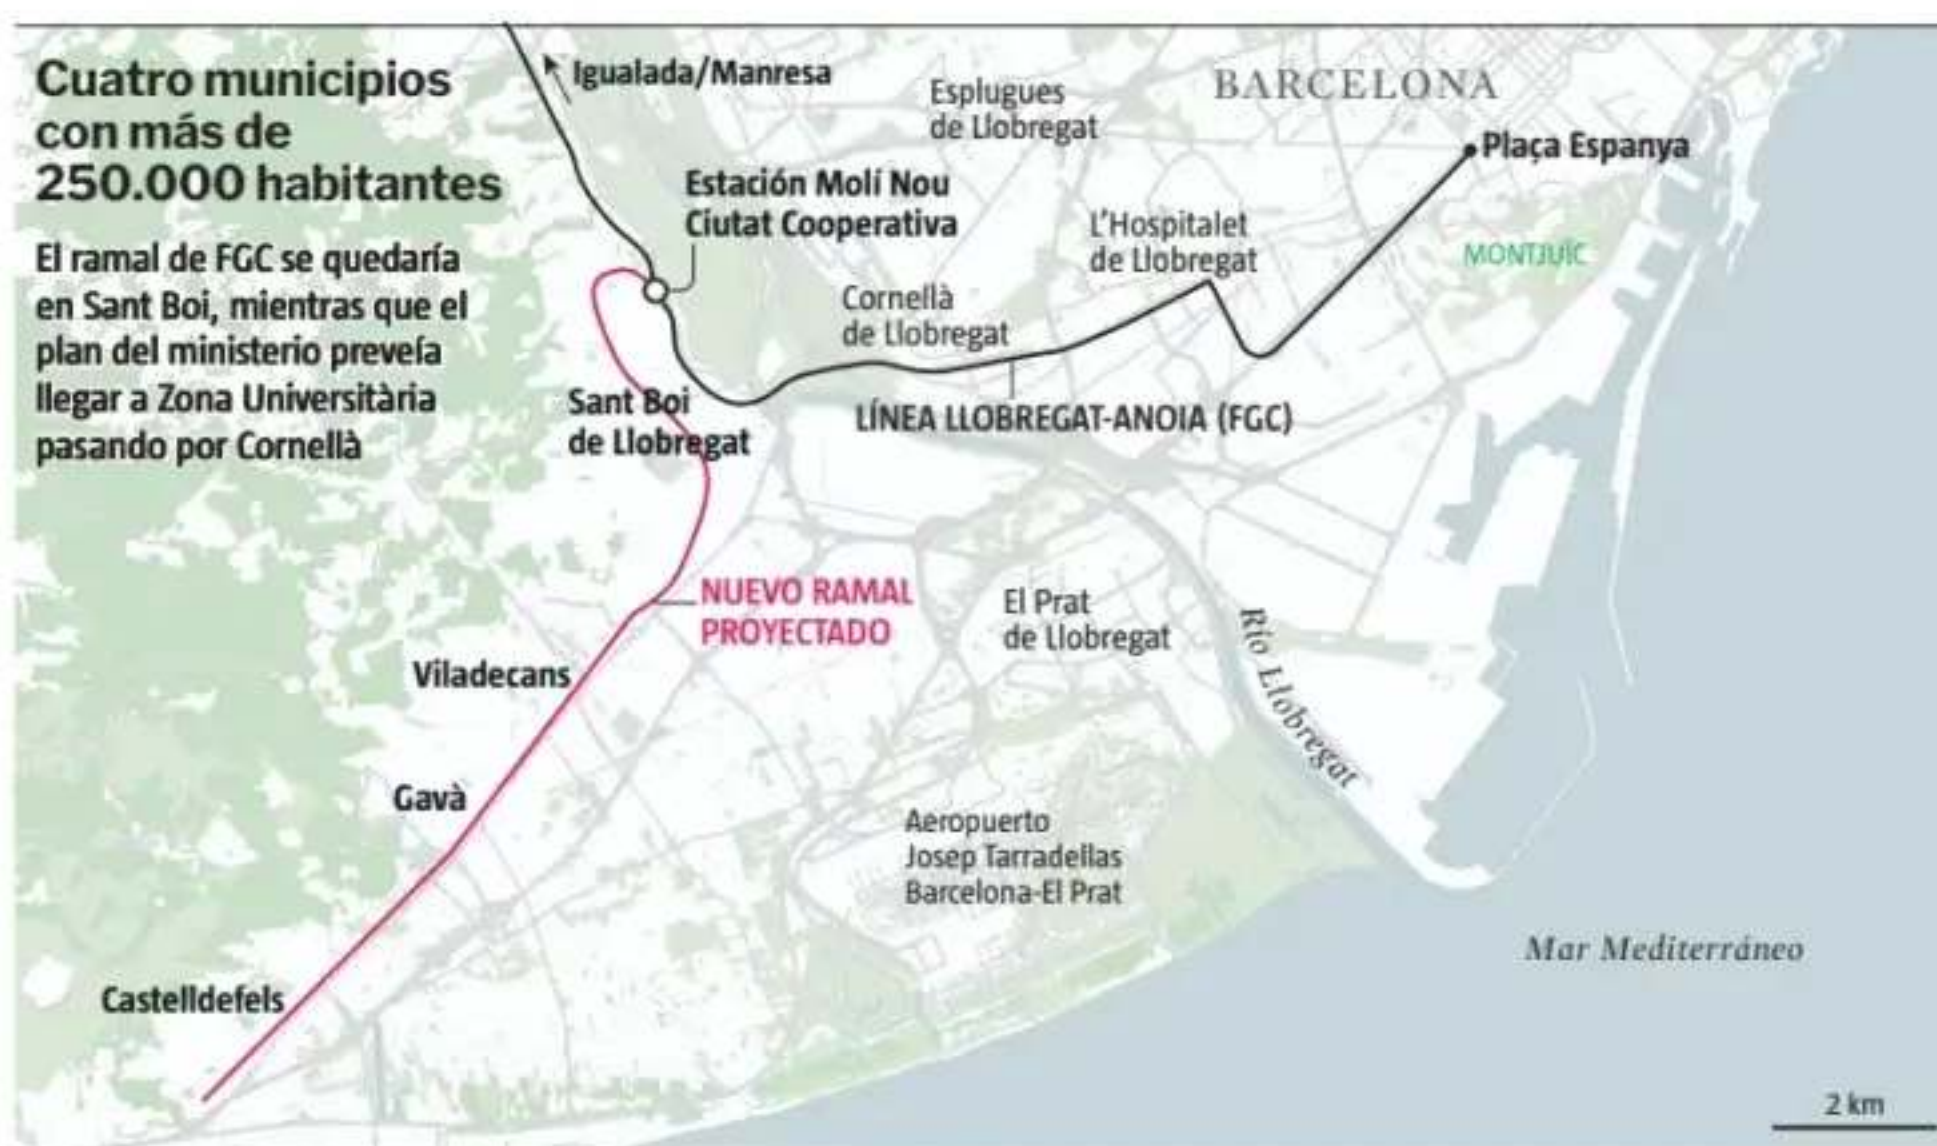 Cuatro municipios
con más de
250.000 habitantes
El ramal de FGC se quedaría
en Sant Boi, mientras que el
plan del ministerio preveía
llegar a Zona Universitària
pasando por Cornellà
Igualada/Manresa
Esplugues
de Llobregat
BARCELONA
Plaça Espanya
Estación Molí Nou
Ciutat Cooperativa
L'Hospitalet
de Llobregat
MONTJUÏC
Cornellà
de Llobregat
Sant Boi
de Llobregat
LÍNEA LLOBREGAT-ANOIA (FGC)
NUEVO RAMAL
PROYECTADO
El Prat
de Llobregat
Río Llobregat
Viladecans
Gavà
Aeropuerto
Josep Tarradellas
Barcelona-El Prat
Mar Mediterráneo
Castelldefels
2 km